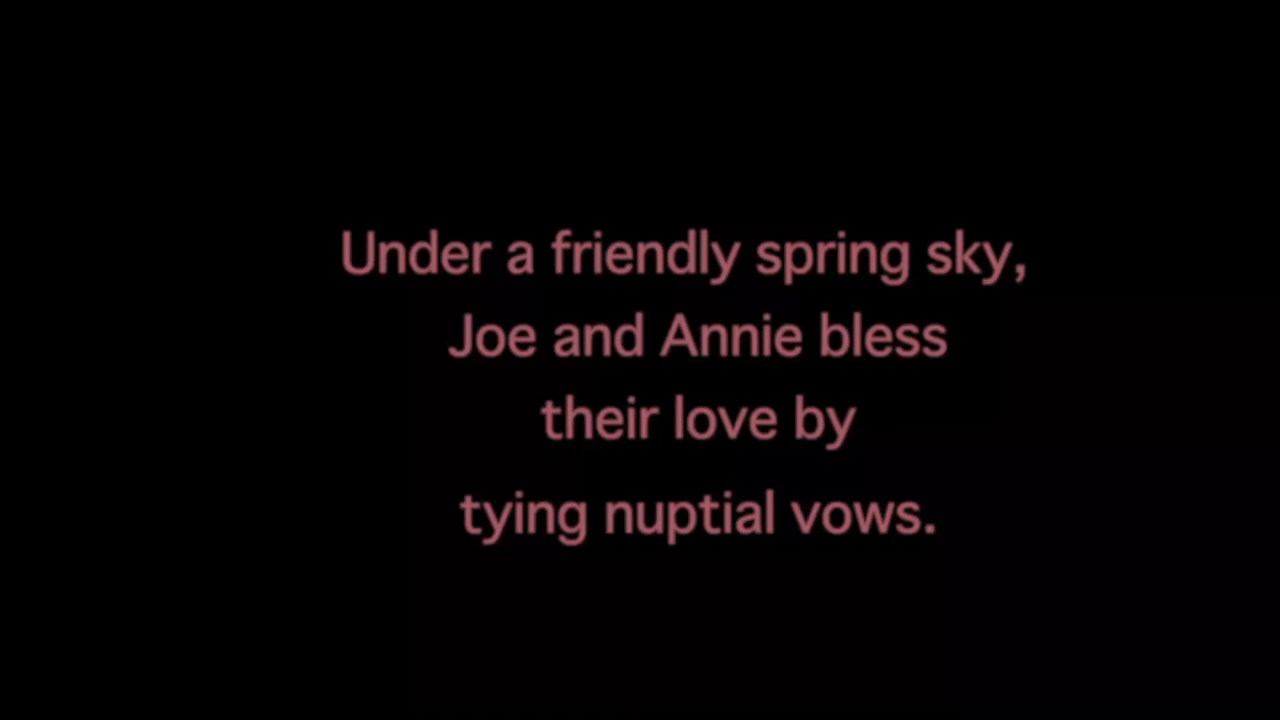 Under a friendly spring sky,
Joe and Annie bless
their love by
tying nuptial vows.